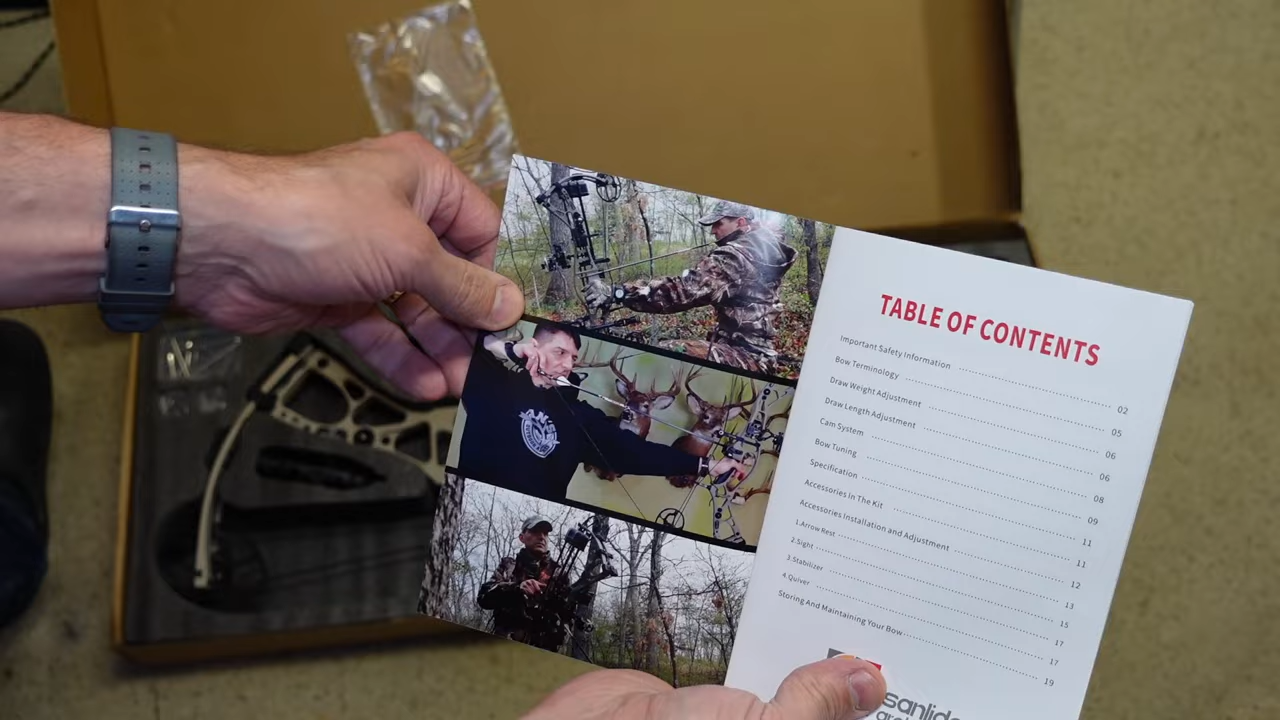 TABLE OF CONTENTS
Important Safety Information ........ 02
Bow Terminology ........ 05
Draw Weight Adjustment ........ 06
Draw Length Adjustment ........ 06
Cam System ........ 08
Bow Tuning ........ 09
Specification ........ 11
Accessories In The Kit ........ 11
Accessories Installation and Adjustment ........ 12
1.Arrow Rest ........ 13
2.Sight ........ 15
3.Stabilizer ........ 17
4.Quiver ........ 17
Storing And Maintaining Your Bow ........ 19
sanlid